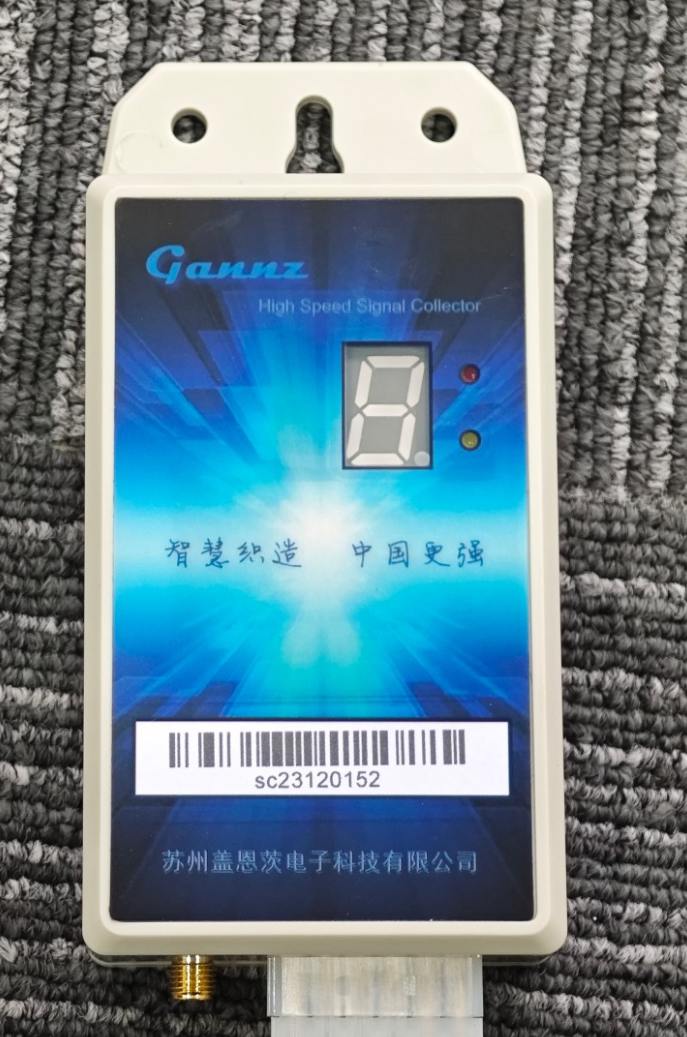 Gannz
High Speed Signal Collector
智慧织造 中国更强
sc23120152
苏州盖恩茨电子科技有限公司